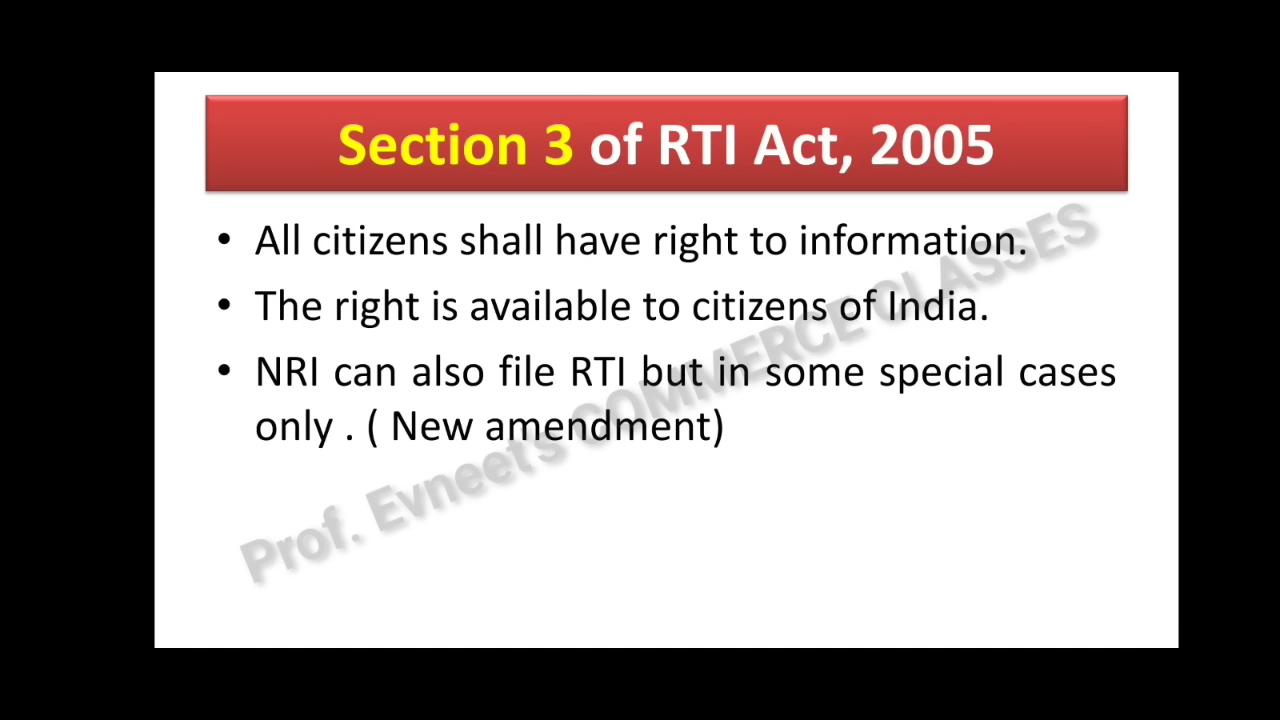 Section 3 of RTI Act, 2005
• All citizens shall have right to information.
• The right is available to citizens of India.
• NRI can also file RTI but in some special cases
only . ( New amendment)
Prof. Evneet's COMMERCE CLASSES